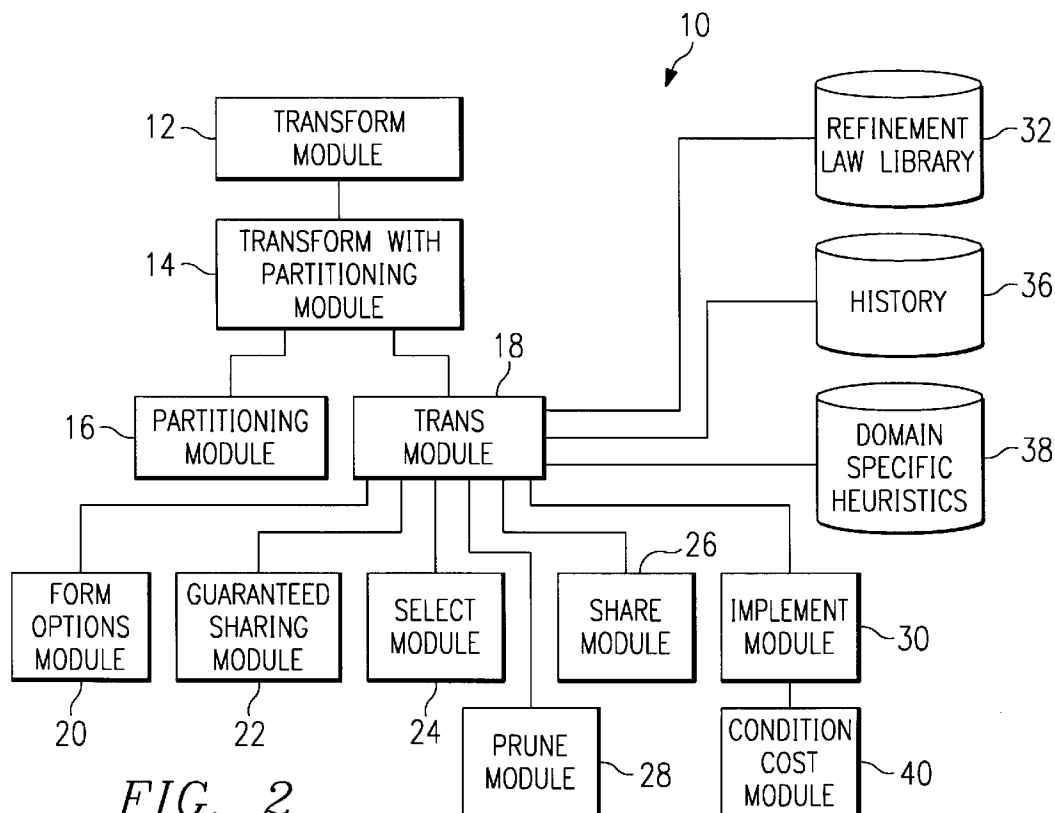 10
12
TRANSFORM
MODULE
REFINEMENT
LAW LIBRARY
32
14
TRANSFORM WITH
PARTITIONING
MODULE
HISTORY
36
18
16
PARTITIONING
MODULE
TRANS
MODULE
DOMAIN
SPECIFIC
HEURISTICS
38
26
FORM
OPTIONS
MODULE
GUARANTEED
SHARING
MODULE
SELECT
MODULE
SHARE
MODULE
IMPLEMENT
MODULE
30
20
22
24
PRUNE
MODULE
28
CONDITION
COST
MODULE
40
FIG. 2